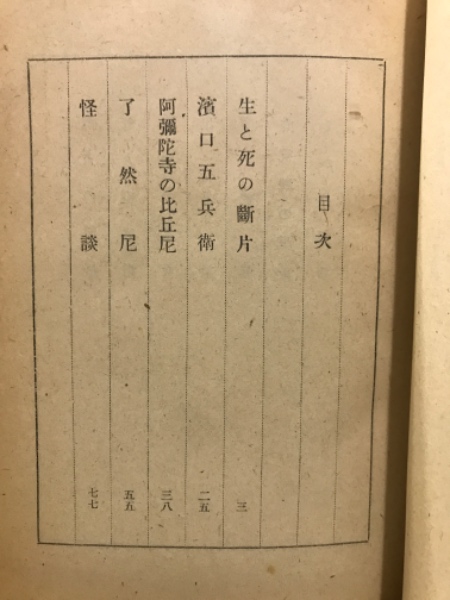 目次
生と死の斷片 三
濱口五兵衛 二五
阿彌陀寺の比丘尼 三八
了然尼 五五
怪談 七七